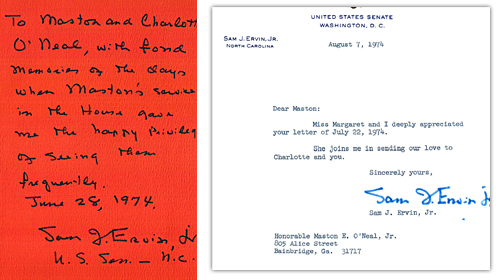 To Maston and Charlott
O'Neal, with fond
memories of the days
when Maston's service
in the House gave
me the happy privileg
of seeing them
frequently.
June 28, 1974.
Sam J. Ervin, Jr
U.S. Sen. — N.C.
UNITED STATES SENATE
WASHINGTON, D. C.
SAM J. ERVIN, JR.
NORTH CAROLINA
August 7, 1974
Dear Maston:
Miss Margaret and I deeply appreciated
your letter of July 22, 1974.
She joins me in sending our love to
Charlotte and you.
Sincerely yours,
Sam J. Ervin Jr
Sam J. Ervin, Jr.
Honorable Maston E. O'Neal, Jr.
805 Alice Street
Bainbridge, Ga. 31717